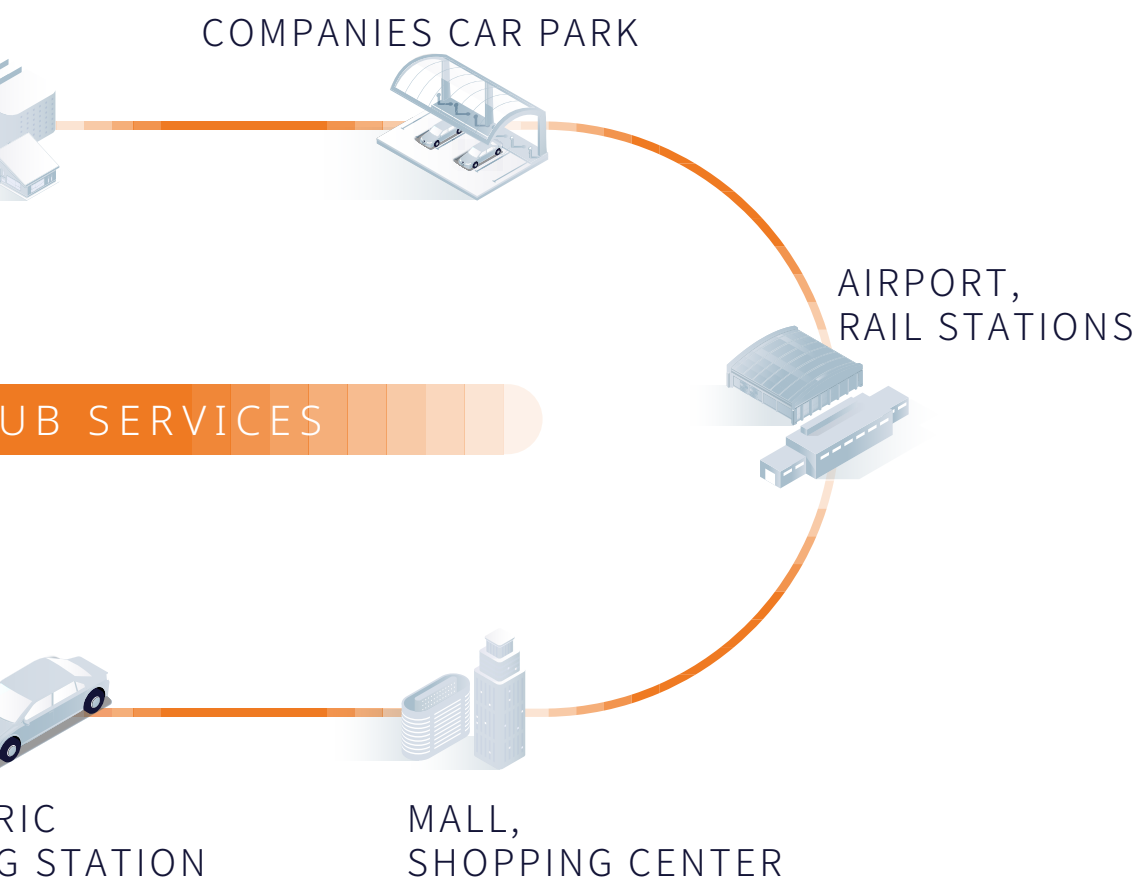 COMPANIES CAR PARK
AIRPORT,
RAIL STATIONS
UB SERVICES
RIC
G STATION
MALL,
SHOPPING CENTER